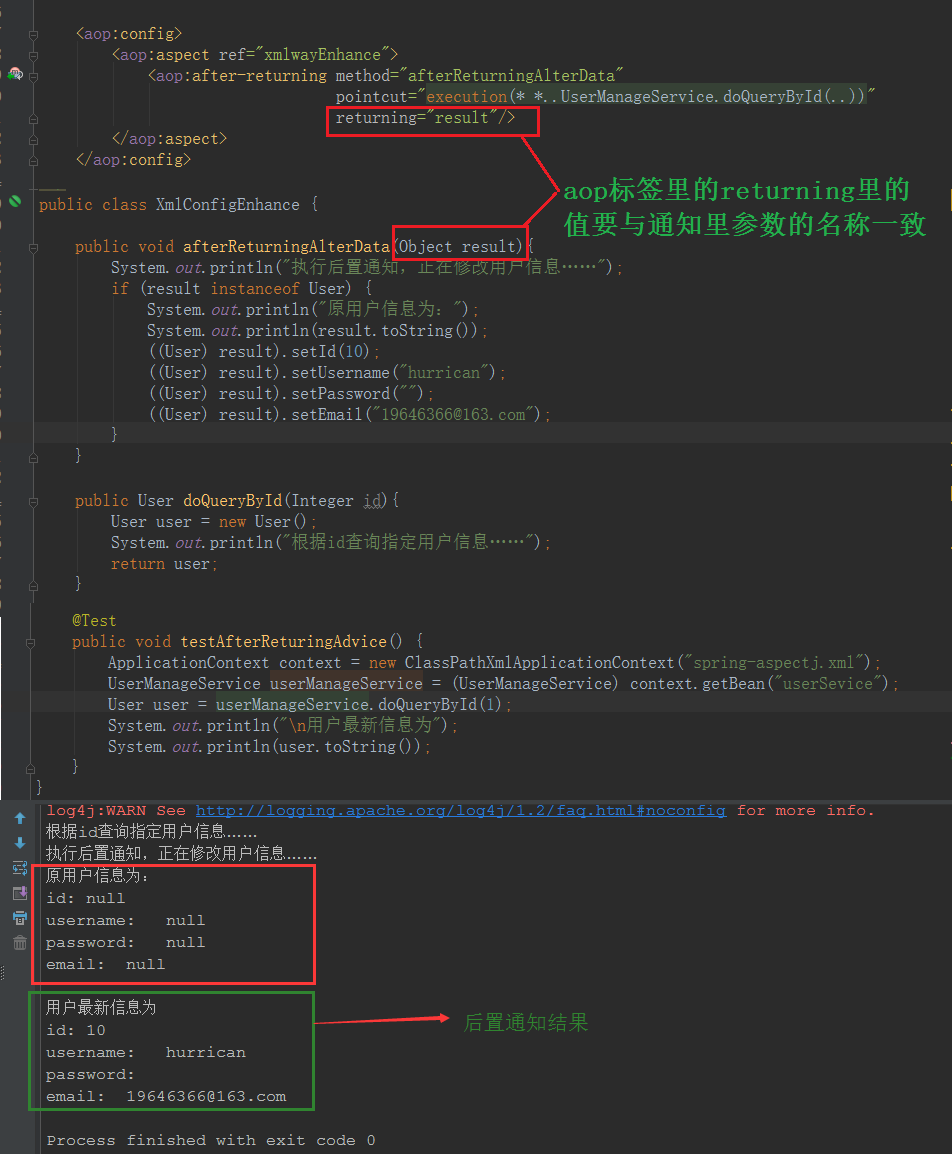 <aop:config>
<aop:aspect ref="xmlwayEnhance">
<aop:after-returning method="afterReturningAlterData"
pointcut="execution(* *..UserManageService.doQueryById(..))"
returning="result"/>
</aop:aspect>
</aop:config>
aop标签里的returning里的
值要与通知里参数的名称一致
public class XmlConfigEnhance {
public void afterReturningAlterData(Object result){
System.out.println("执行后置通知，正在修改用户信息……");
if (result instanceof User) {
System.out.println("原用户信息为：");
System.out.println(result.toString());
((User) result).setId(10);
((User) result).setUsername("hurrican");
((User) result).setPassword("");
((User) result).setEmail("19646366@163.com");
}
}
public User doQueryById(Integer id){
User user = new User();
System.out.println("根据id查询指定用户信息……");
return user;
}
@Test
public void testAfterReturingAdvice() {
ApplicationContext context = new ClassPathXmlApplicationContext("spring-aspectj.xml");
UserManageService userManageService = (UserManageService) context.getBean("userSevice");
User user = userManageService.doQueryById(1);
System.out.println("\n用户最新信息为");
System.out.println(user.toString());
}
}
log4j:WARN See http://logging.apache.org/log4j/1.2/faq.html#noconfig for more info.
根据id查询指定用户信息……
执行后置通知，正在修改用户信息……
原用户信息为：
id: null
username: null
password: null
email: null
用户最新信息为
id: 10
username: hurrican
password:
email: 19646366@163.com
后置通知结果
Process finished with exit code 0